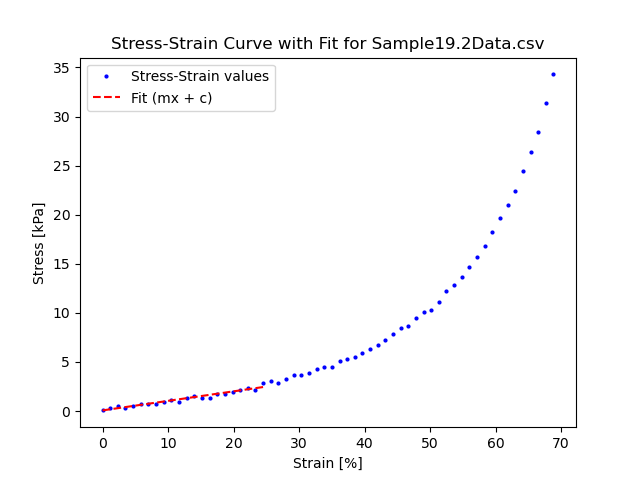 Stress-Strain Curve with Fit for Sample19.2Data.csv
Stress-Strain values
Fit (mx + c)
35
30
25
20
15
10
5
0
Stress [kPa]
0 10 20 30 40 50 60 70
Strain [%]